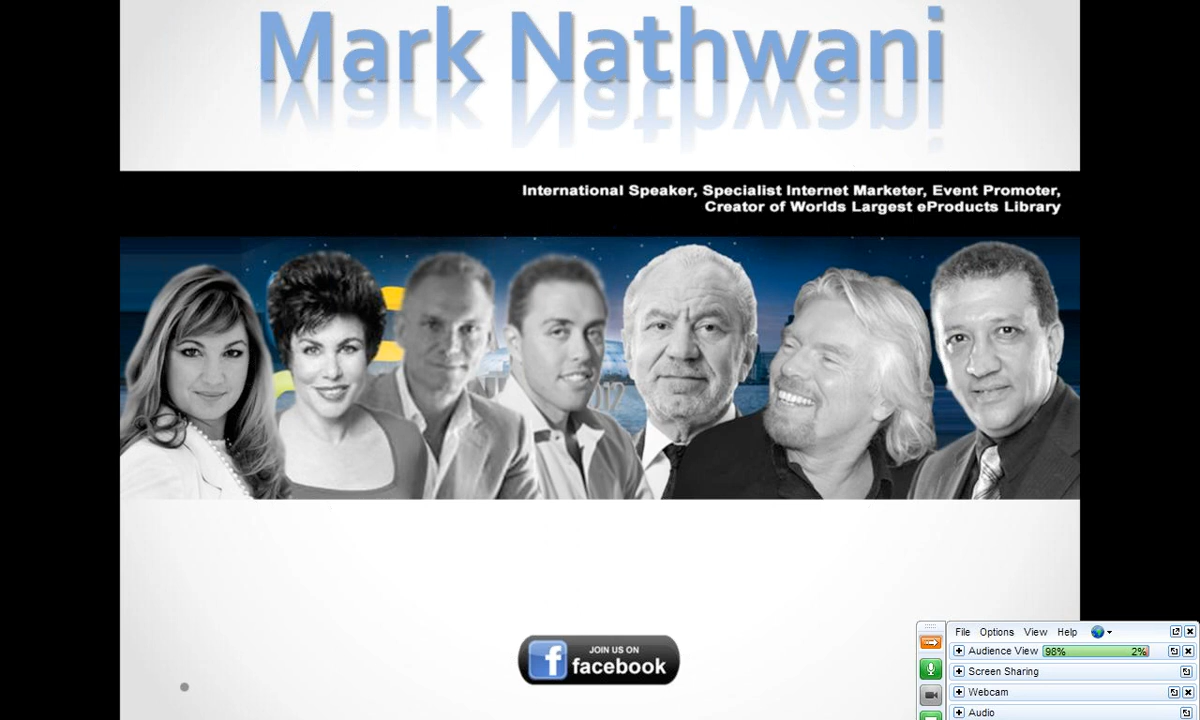 Mark Nathwani
International Speaker, Specialist Internet Marketer, Event Promoter,
Creator of Worlds Largest eProducts Library
2012
JOIN US ON
facebook
File Options View Help
Audience View 98% 2%
Screen Sharing
Webcam
Audio